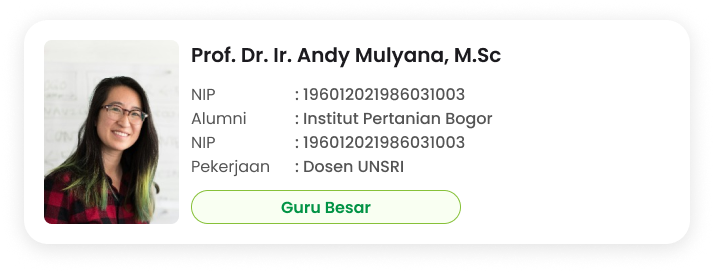 Prof. Dr. Ir. Andy Mulyana, M.Sc
NIP : 196012021986031003
Alumni : Institut Pertanian Bogor
NIP : 196012021986031003
Pekerjaan : Dosen UNSRI
Guru Besar